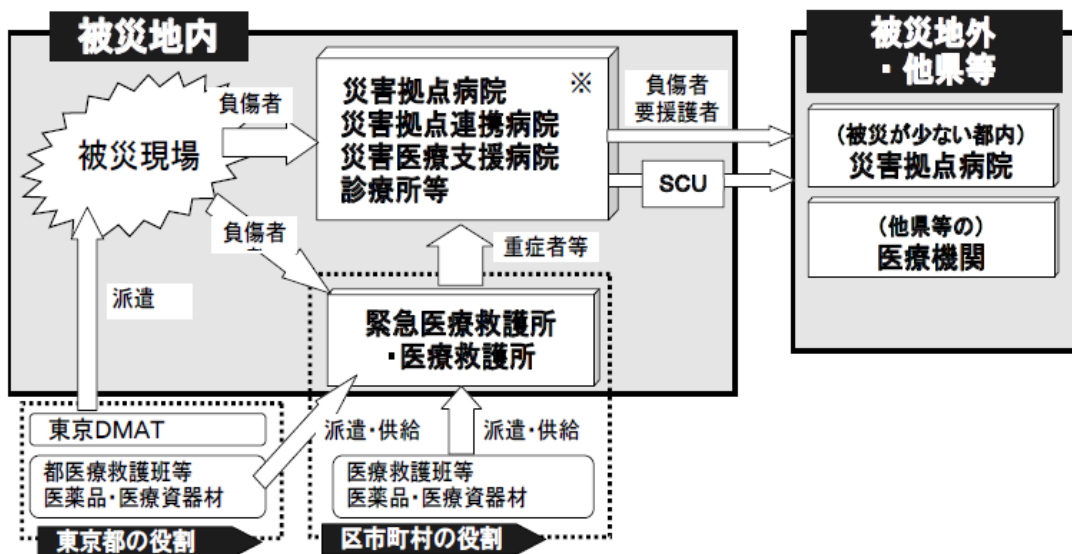 被災地内
被災地外
・他県等
被災現場
負傷者
災害拠点病院 ※
災害拠点連携病院
災害医療支援病院
診療所等
負傷者
要援護者
SCU
(被災が少ない都内)
災害拠点病院
(他県等の)
医療機関
負傷者
重症者等
派遣
緊急医療救護所
・医療救護所
東京DMAT
派遣・供給
派遣・供給
都医療救護班等
医薬品・医療資器材
医療救護班等
医薬品・医療資器材
東京都の役割
区市町村の役割